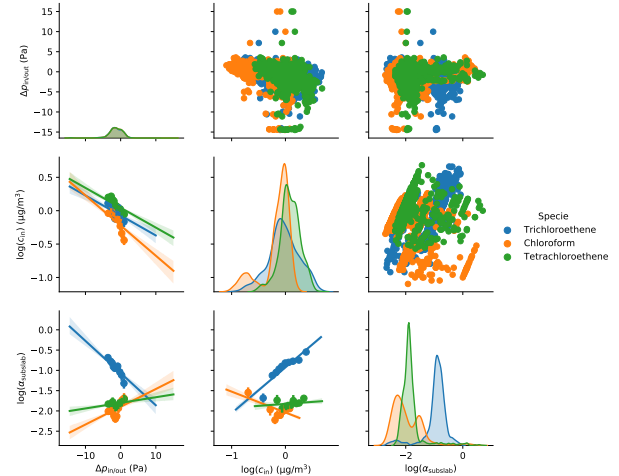 15
10
5
0
−5
−10
−15
Δp_in/out (Pa)
0.5
0.0
−0.5
−1.0
log(c_in) (μg/m³)
Specie
Trichloroethene
Chloroform
Tetrachloroethene
0.0
−0.5
−1.0
−1.5
−2.0
−2.5
log(α_subslab)
−10 0 10
−1 0
−2 0
Δp_in/out (Pa) log(c_in) (μg/m³) log(α_subslab)